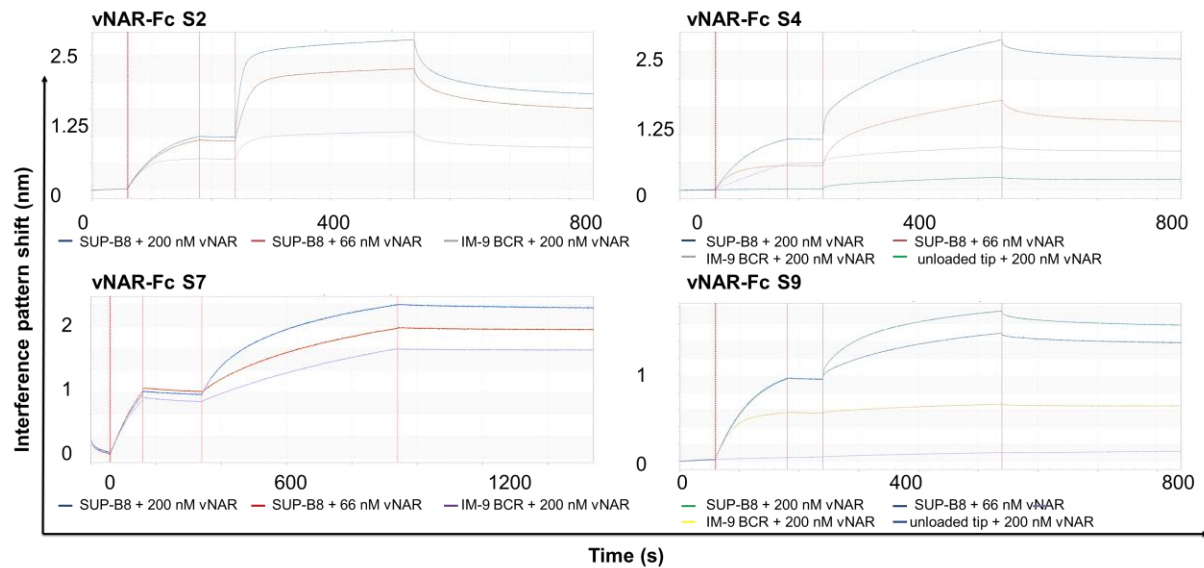 vNAR-Fc S2
2.5
1.25
0
0 400 800
SUP-B8 + 200 nM vNAR SUP-B8 + 66 nM vNAR IM-9 BCR + 200 nM vNAR
vNAR-Fc S4
2.5
1.25
0
0 400 800
SUP-B8 + 200 nM vNAR SUP-B8 + 66 nM vNAR
IM-9 BCR + 200 nM vNAR unloaded tip + 200 nM vNAR
vNAR-Fc S7
2
1
0
0 600 1200
SUP-B8 + 200 nM vNAR SUP-B8 + 66 nM vNAR IM-9 BCR + 200 nM vNAR
vNAR-Fc S9
1
0
0 400 800
SUP-B8 + 200 nM vNAR SUP-B8 + 66 nM vNAR
IM-9 BCR + 200 nM vNAR unloaded tip + 200 nM vNAR
Interference pattern shift (nm)
Time (s)